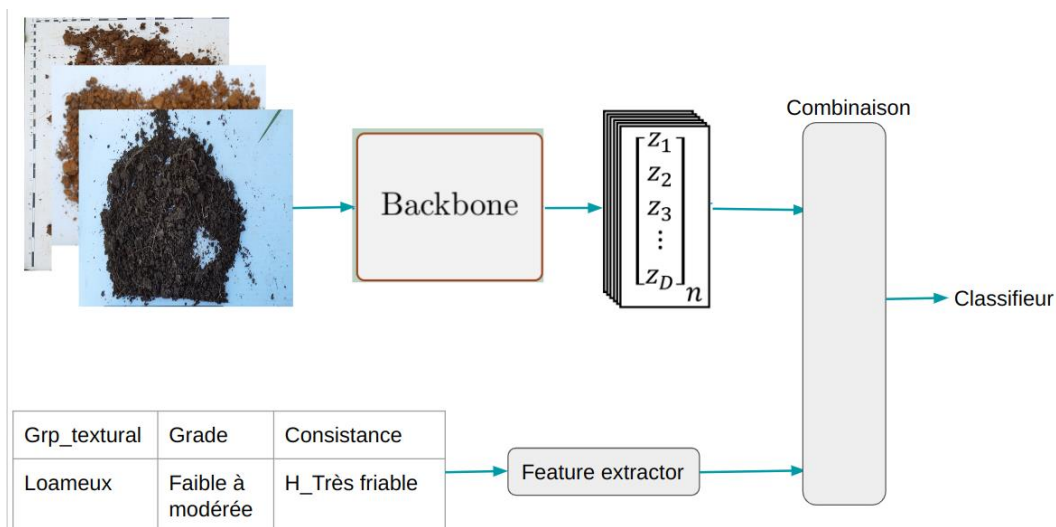 Combinaison
Backbone
z1
z2
z3
⋮
zD
n
Classifieur
Grp_textural Grade Consistance
Loameux Faible à H_Très friable
modérée
Feature extractor